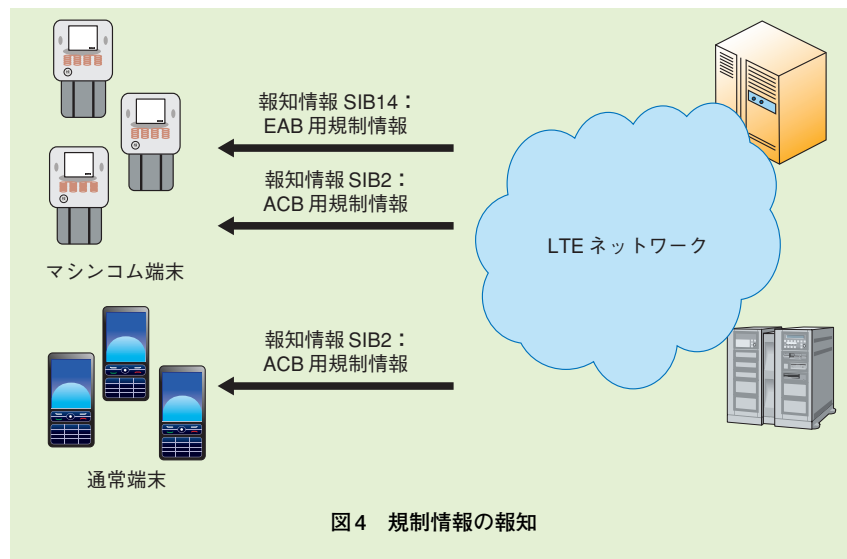 報知情報 SIB14：
EAB 用規制情報
報知情報 SIB2：
ACB 用規制情報
マシンコム端末
LTE ネットワーク
報知情報 SIB2：
ACB 用規制情報
通常端末
図4 規制情報の報知